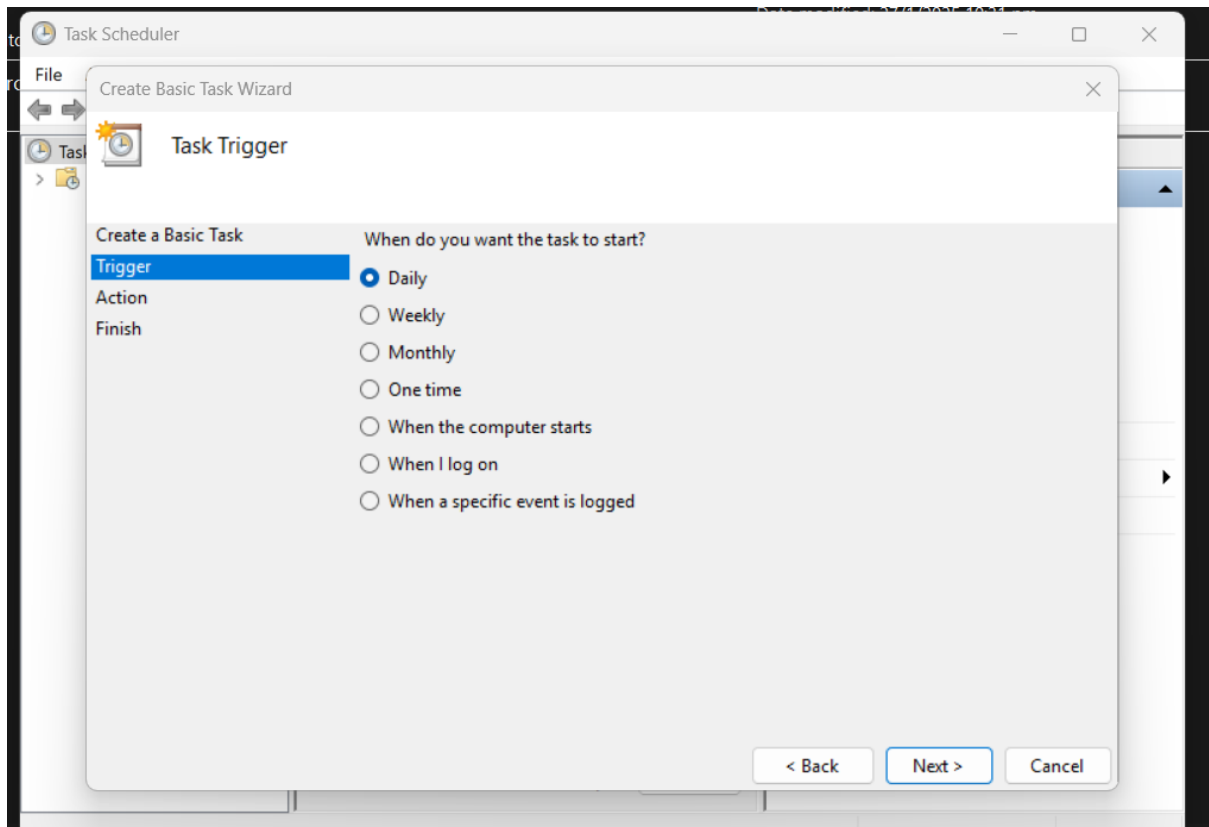 Task Scheduler
File
Create Basic Task Wizard
Task Trigger
Create a Basic Task
Trigger
Action
Finish
When do you want the task to start?
Daily
Weekly
Monthly
One time
When the computer starts
When I log on
When a specific event is logged
< Back
Next >
Cancel